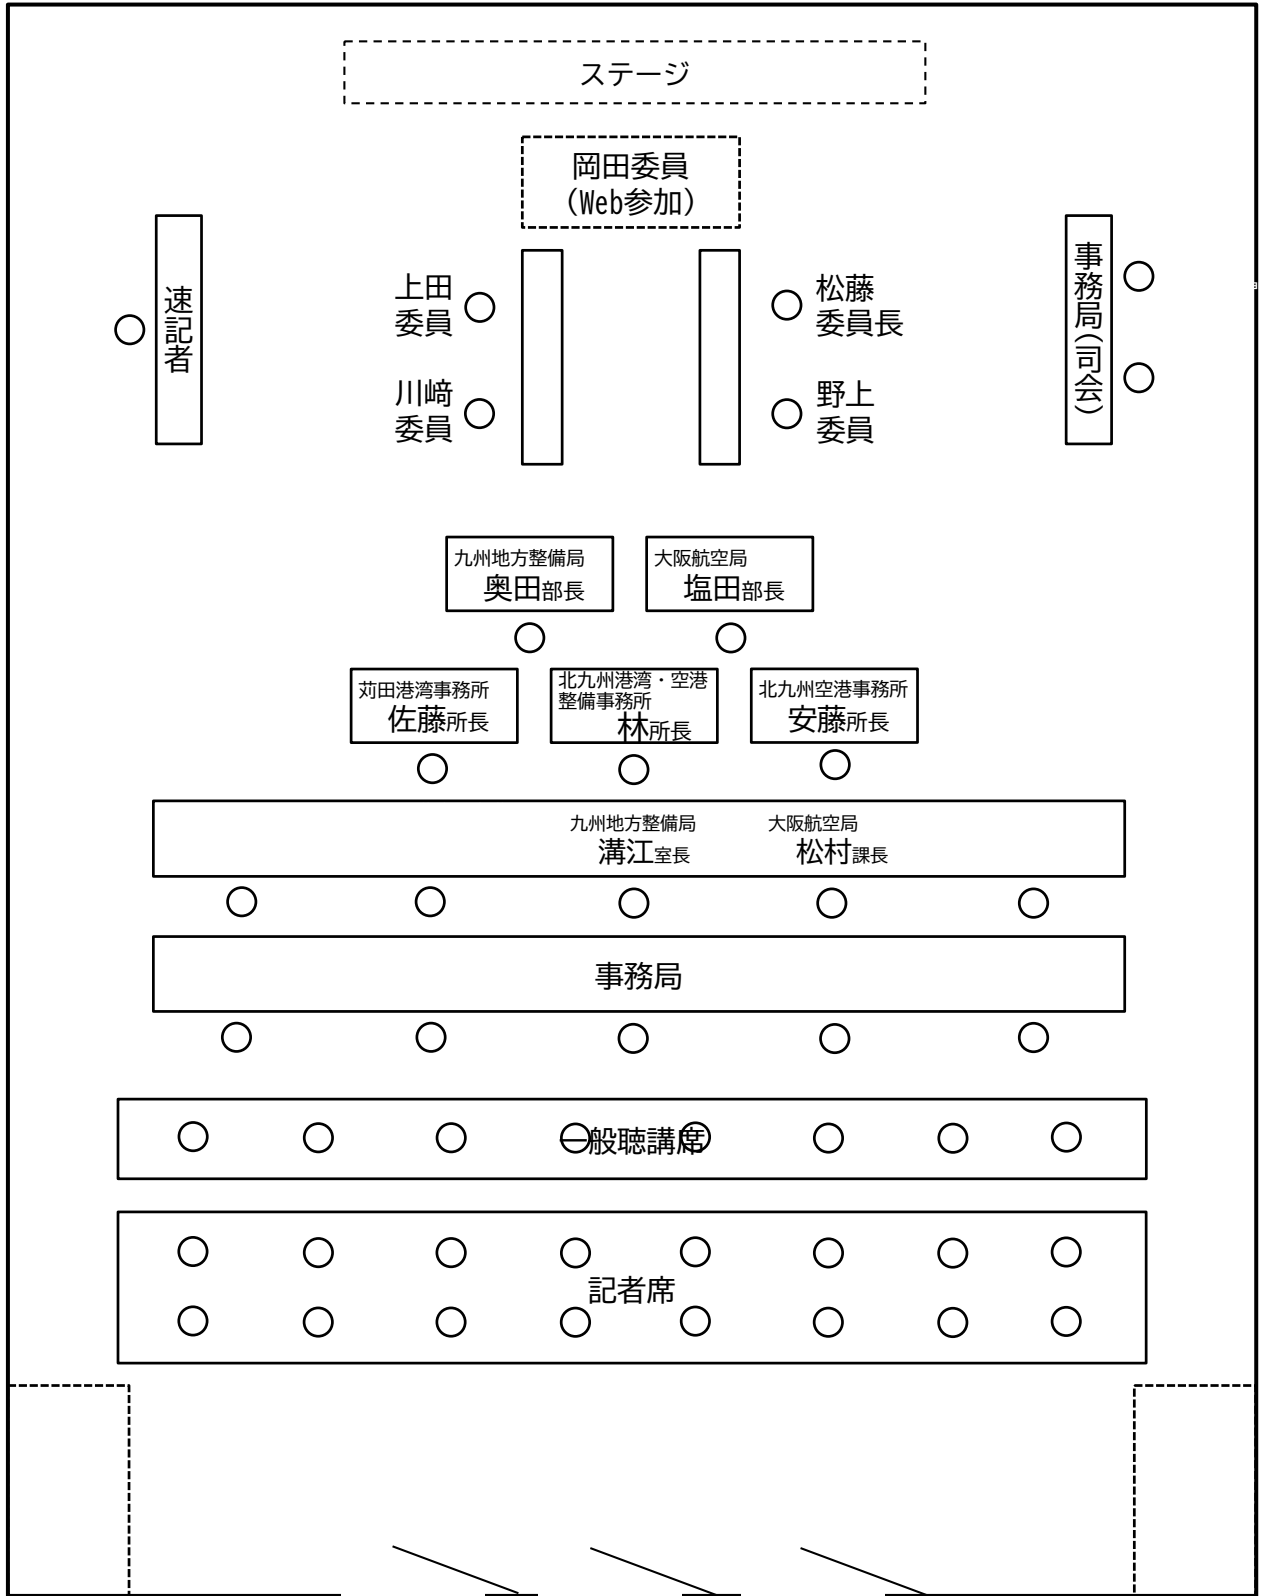 ステージ
岡田委員
（Web参加）
速記者
上田
委員
川﨑
委員
松藤
委員長
野上
委員
事務局（司会）
九州地方整備局
奥田部長
大阪航空局
塩田部長
苅田港湾事務所
佐藤所長
北九州港湾・空港
整備事務所
林所長
北九州空港事務所
安藤所長
九州地方整備局
溝江室長
大阪航空局
松村課長
事務局
一般聴講席
記者席